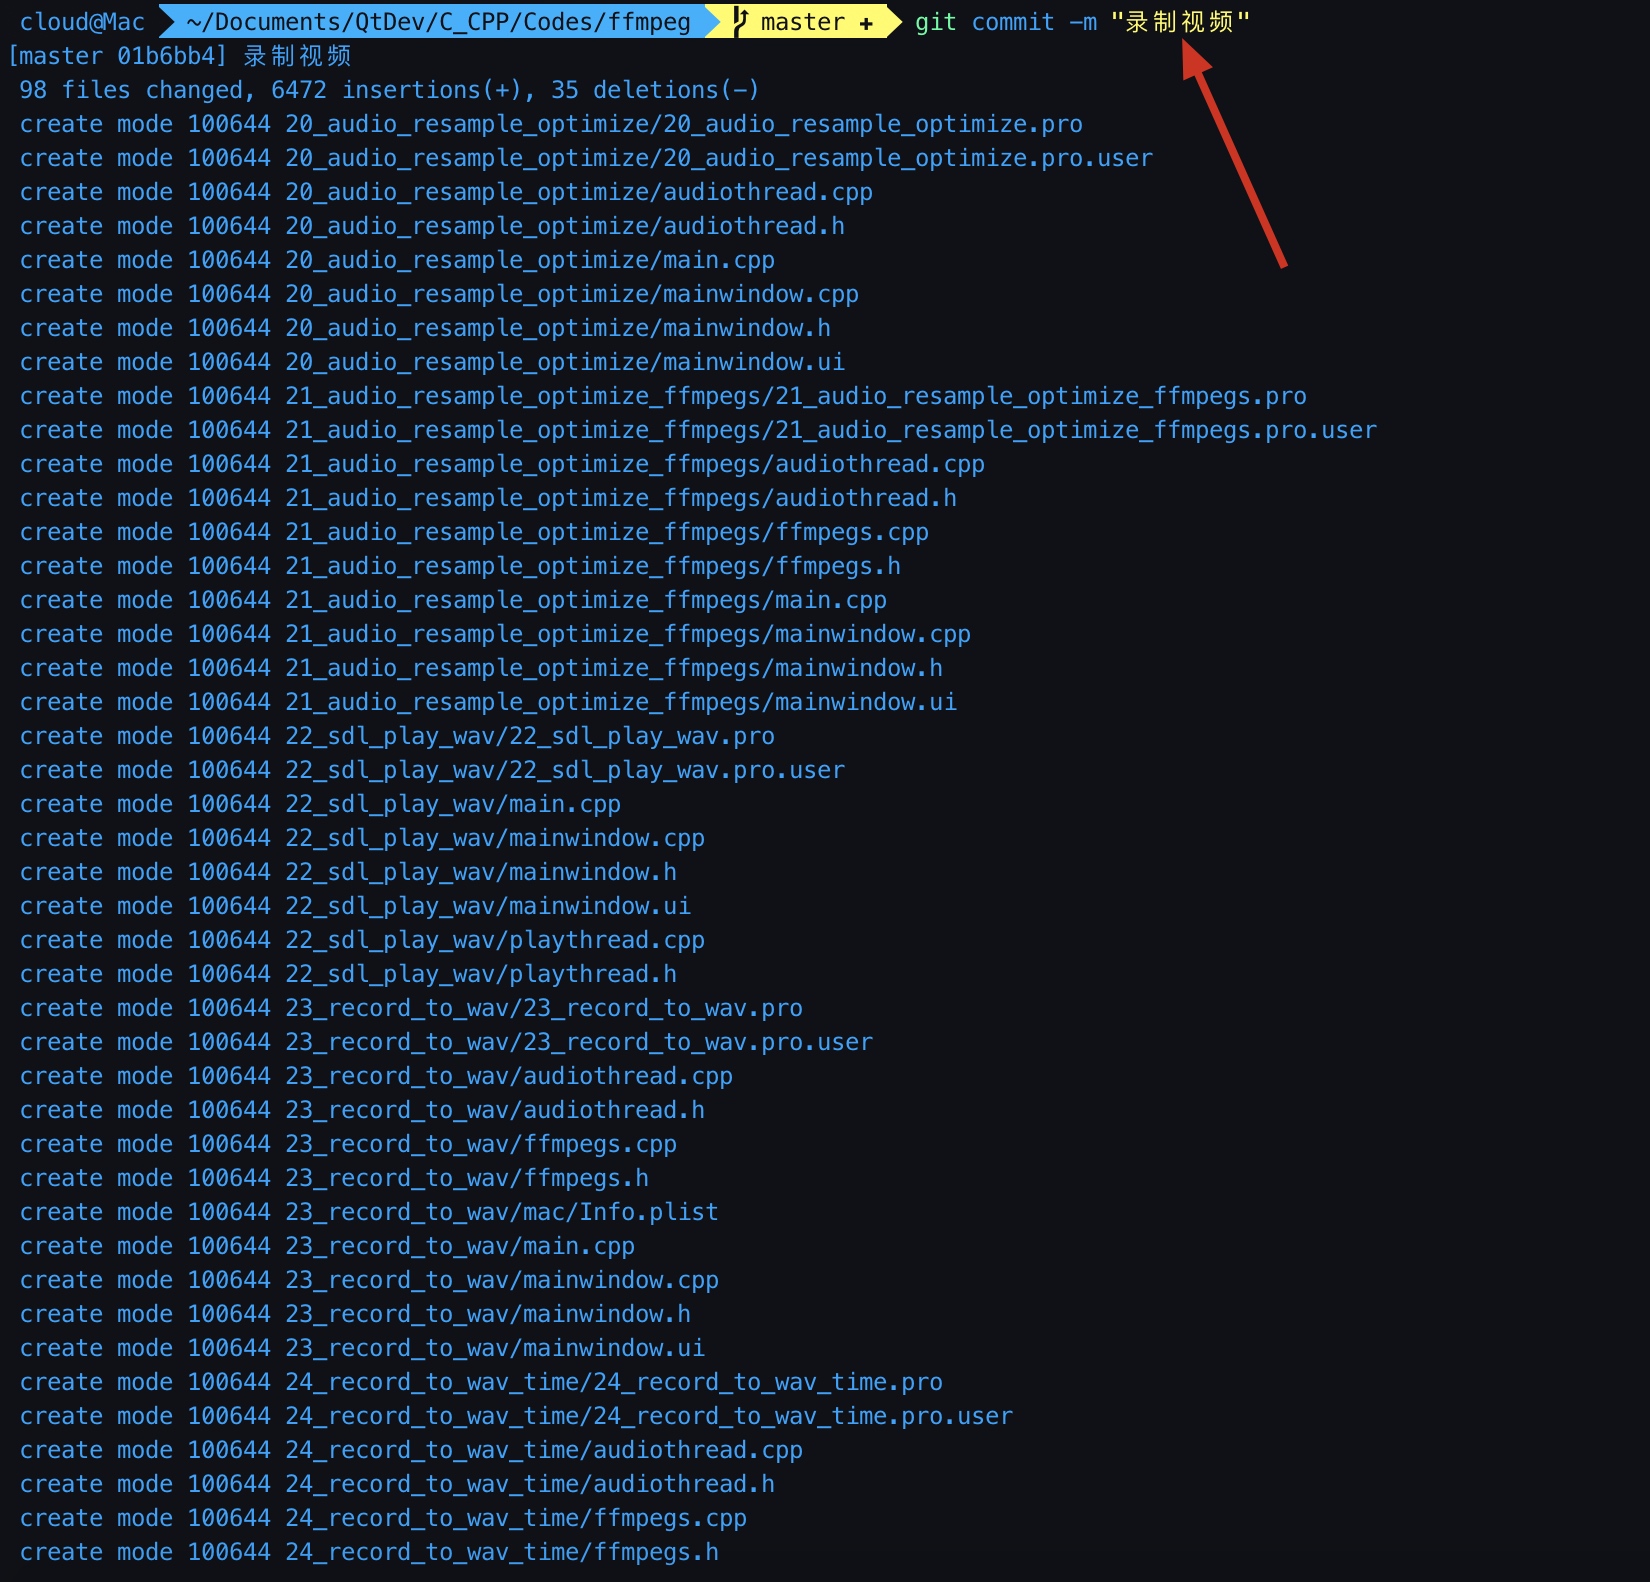 cloud@Mac ~/Documents/QtDev/C_CPP/Codes/ffmpeg master + git commit -m "录制视频"
[master 01b6bb4] 录制视频
98 files changed, 6472 insertions(+), 35 deletions(-)
create mode 100644 20_audio_resample_optimize/20_audio_resample_optimize.pro
create mode 100644 20_audio_resample_optimize/20_audio_resample_optimize.pro.user
create mode 100644 20_audio_resample_optimize/audiothread.cpp
create mode 100644 20_audio_resample_optimize/audiothread.h
create mode 100644 20_audio_resample_optimize/main.cpp
create mode 100644 20_audio_resample_optimize/mainwindow.cpp
create mode 100644 20_audio_resample_optimize/mainwindow.h
create mode 100644 20_audio_resample_optimize/mainwindow.ui
create mode 100644 21_audio_resample_optimize_ffmpegs/21_audio_resample_optimize_ffmpegs.pro
create mode 100644 21_audio_resample_optimize_ffmpegs/21_audio_resample_optimize_ffmpegs.pro.user
create mode 100644 21_audio_resample_optimize_ffmpegs/audiothread.cpp
create mode 100644 21_audio_resample_optimize_ffmpegs/audiothread.h
create mode 100644 21_audio_resample_optimize_ffmpegs/ffmpegs.cpp
create mode 100644 21_audio_resample_optimize_ffmpegs/ffmpegs.h
create mode 100644 21_audio_resample_optimize_ffmpegs/main.cpp
create mode 100644 21_audio_resample_optimize_ffmpegs/mainwindow.cpp
create mode 100644 21_audio_resample_optimize_ffmpegs/mainwindow.h
create mode 100644 21_audio_resample_optimize_ffmpegs/mainwindow.ui
create mode 100644 22_sdl_play_wav/22_sdl_play_wav.pro
create mode 100644 22_sdl_play_wav/22_sdl_play_wav.pro.user
create mode 100644 22_sdl_play_wav/main.cpp
create mode 100644 22_sdl_play_wav/mainwindow.cpp
create mode 100644 22_sdl_play_wav/mainwindow.h
create mode 100644 22_sdl_play_wav/mainwindow.ui
create mode 100644 22_sdl_play_wav/playthread.cpp
create mode 100644 22_sdl_play_wav/playthread.h
create mode 100644 23_record_to_wav/23_record_to_wav.pro
create mode 100644 23_record_to_wav/23_record_to_wav.pro.user
create mode 100644 23_record_to_wav/audiothread.cpp
create mode 100644 23_record_to_wav/audiothread.h
create mode 100644 23_record_to_wav/ffmpegs.cpp
create mode 100644 23_record_to_wav/ffmpegs.h
create mode 100644 23_record_to_wav/mac/Info.plist
create mode 100644 23_record_to_wav/main.cpp
create mode 100644 23_record_to_wav/mainwindow.cpp
create mode 100644 23_record_to_wav/mainwindow.h
create mode 100644 23_record_to_wav/mainwindow.ui
create mode 100644 24_record_to_wav_time/24_record_to_wav_time.pro
create mode 100644 24_record_to_wav_time/24_record_to_wav_time.pro.user
create mode 100644 24_record_to_wav_time/audiothread.cpp
create mode 100644 24_record_to_wav_time/audiothread.h
create mode 100644 24_record_to_wav_time/ffmpegs.cpp
create mode 100644 24_record_to_wav_time/ffmpegs.h